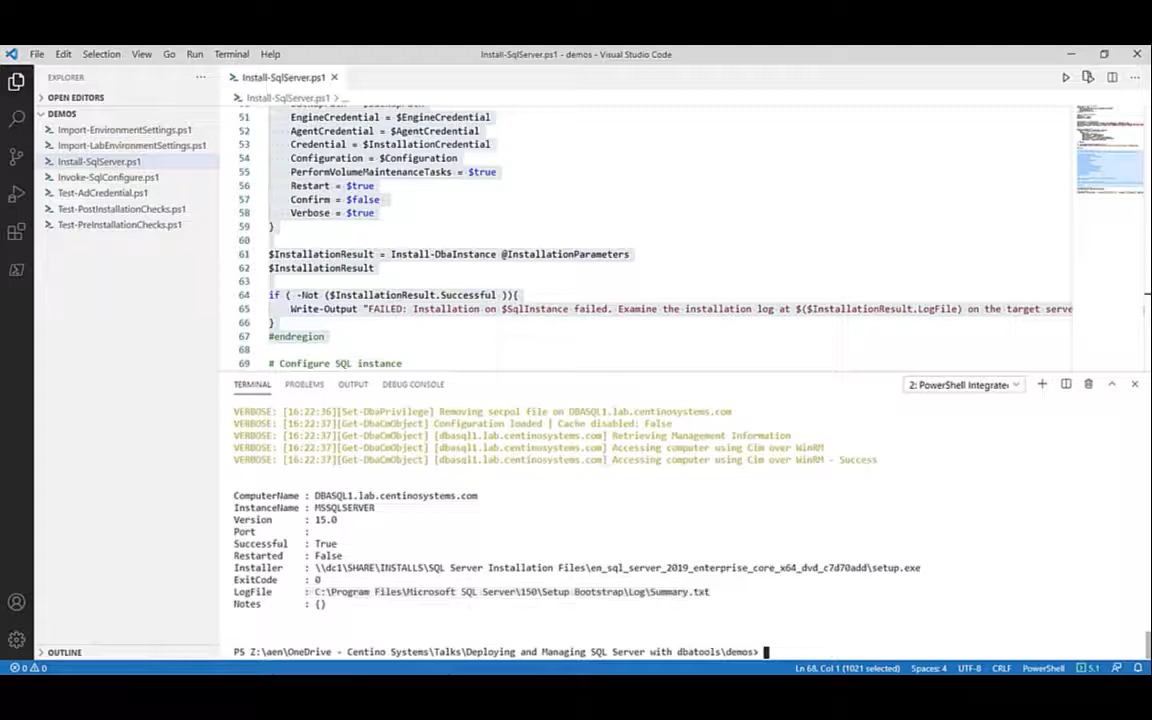 File Edit Selection View Go Run Terminal Help
Install-SqlServer.ps1 - demos - Visual Studio Code
EXPLORER
OPEN EDITORS
DEMOS
Import-EnvironmentSettings.ps1
Import-LabEnvironmentSettings.ps1
Install-SqlServer.ps1
Invoke-SqlConfigure.ps1
Test-AdCredential.ps1
Test-PostInstallationChecks.ps1
Test-PreInstallationChecks.ps1
OUTLINE
Install-SqlServer.ps1
Install-SqlServer.ps1 > ...
51 EngineCredential = $EngineCredential
52 AgentCredential = $AgentCredential
53 Credential = $InstallationCredential
54 Configuration = $Configuration
55 PerformVolumeMaintenanceTasks = $true
56 Restart = $true
57 Confirm = $false
58 Verbose = $true
59 }
60
61 $InstallationResult = Install-DbaInstance @InstallationParameters
62 $InstallationResult
63
64 if ( -Not ($InstallationResult.Successful )){
65 Write-Output "FAILED: Installation on $SqlInstance failed. Examine the installation log at $($InstallationResult.LogFile) on the target serve
66 }
67 #endregion
68
69 # Configure SQL instance
TERMINAL PROBLEMS OUTPUT DEBUG CONSOLE
2: PowerShell Integrate
VERBOSE: [16:22:36][Set-DbaPrivilege] Removing secpol file on DBASQL1.lab.centinosystems.com
VERBOSE: [16:22:37][Get-DbaCmObject] Configuration loaded | Cache disabled: False
VERBOSE: [16:22:37][Get-DbaCmObject] [dbasql1.lab.centinosystems.com] Retrieving Management Information
VERBOSE: [16:22:37][Get-DbaCmObject] [dbasql1.lab.centinosystems.com] Accessing computer using Cim over WinRM
VERBOSE: [16:22:37][Get-DbaCmObject] [dbasql1.lab.centinosystems.com] Accessing computer using Cim over WinRM - Success
ComputerName : DBASQL1.lab.centinosystems.com
InstanceName : MSSQLSERVER
Version : 15.0
Port :
Successful : True
Restarted : False
Installer : \\dc1\SHARE\INSTALLS\SQL Server Installation Files\en_sql_server_2019_enterprise_core_x64_dvd_c7d70add\setup.exe
ExitCode : 0
LogFile : C:\Program Files\Microsoft SQL Server\150\Setup Bootstrap\Log\Summary.txt
Notes : {}
PS Z:\aen\OneDrive - Centino Systems\Talks\Deploying and Managing SQL Server with dbatools\demos>
0 0
Ln 68, Col 1 (1021 selected) Spaces: 4 UTF-8 CRLF PowerShell 5.1